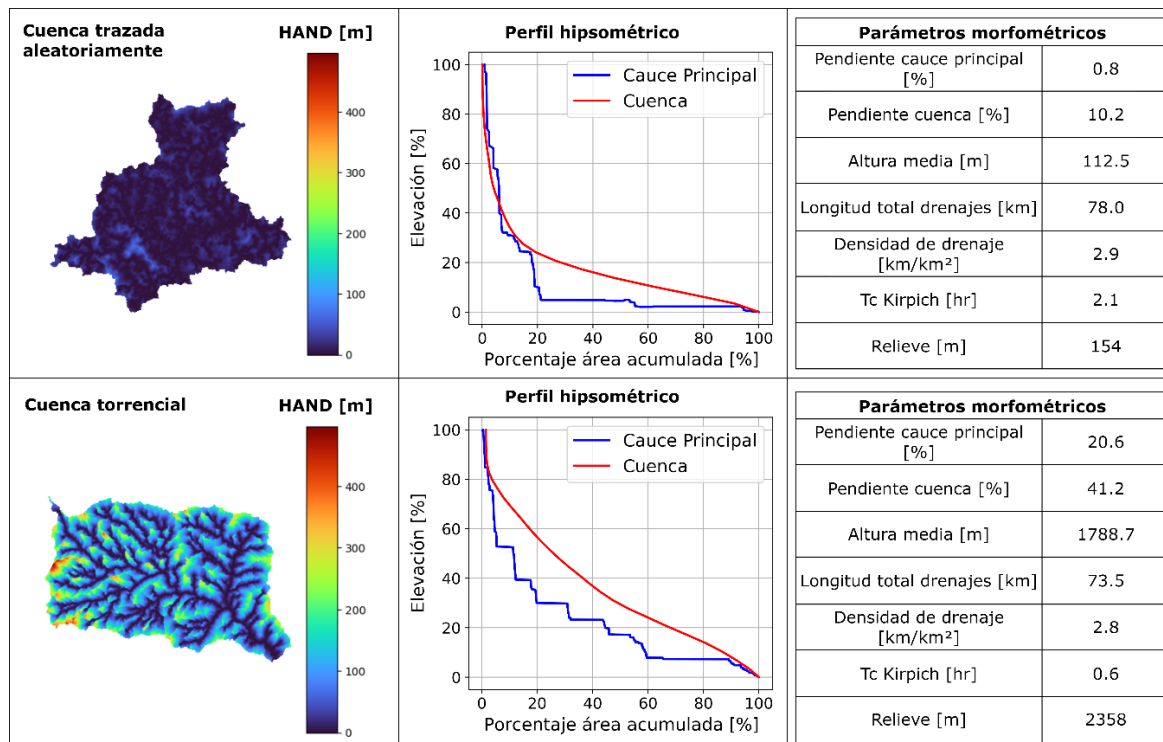 Cuenca trazada
aleatoriamente
HAND [m]
400
300
200
100
0
Perfil hipsométrico
Cauce Principal
Cuenca
Elevación [%]
100
80
60
40
20
0
0 20 40 60 80 100
Porcentaje área acumulada [%]
Parámetros morfométricos
Pendiente cauce principal
[%]
0.8
Pendiente cuenca [%] 10.2
Altura media [m] 112.5
Longitud total drenajes [km] 78.0
Densidad de drenaje
[km/km²]
2.9
Tc Kirpich [hr] 2.1
Relieve [m] 154
Cuenca torrencial
HAND [m]
400
300
200
100
0
Perfil hipsométrico
Cauce Principal
Cuenca
Elevación [%]
100
80
60
40
20
0
0 20 40 60 80 100
Porcentaje área acumulada [%]
Parámetros morfométricos
Pendiente cauce principal
[%]
20.6
Pendiente cuenca [%] 41.2
Altura media [m] 1788.7
Longitud total drenajes [km] 73.5
Densidad de drenaje
[km/km²]
2.8
Tc Kirpich [hr] 0.6
Relieve [m] 2358